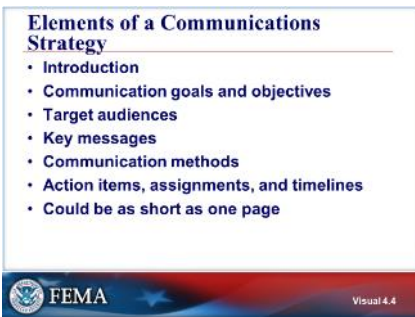 Elements of a Communications
Strategy
• Introduction
• Communication goals and objectives
• Target audiences
• Key messages
• Communication methods
• Action items, assignments, and timelines
• Could be as short as one page
FEMA
Visual 4.4